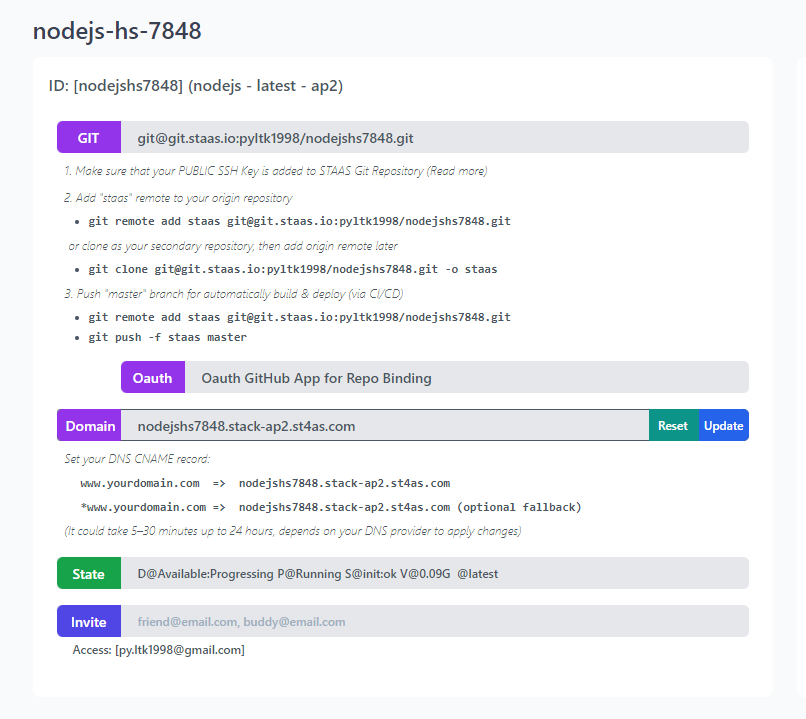 nodejs-hs-7848
ID: [nodejshs7848] (nodejs - latest - ap2)
GIT git@git.staas.io:pyltk1998/nodejshs7848.git
1. Make sure that your PUBLIC SSH Key is added to STAAS Git Repository (Read more)
2. Add "staas" remote to your origin repository
• git remote add staas git@git.staas.io:pyltk1998/nodejshs7848.git
or clone as your secondary repository, then add origin remote later
• git clone git@git.staas.io:pyltk1998/nodejshs7848.git -o staas
3. Push "master" branch for automatically build & deploy (via CI/CD)
• git remote add staas git@git.staas.io:pyltk1998/nodejshs7848.git
• git push -f staas master
Oauth Oauth GitHub App for Repo Binding
Domain nodejshs7848.stack-ap2.st4as.com Reset Update
Set your DNS CNAME record:
www.yourdomain.com => nodejshs7848.stack-ap2.st4as.com
*www.yourdomain.com => nodejshs7848.stack-ap2.st4as.com (optional fallback)
(It could take 5–30 minutes up to 24 hours, depends on your DNS provider to apply changes)
State D@Available:Progressing P@Running S@init:ok V@0.09G @latest
Invite friend@email.com, buddy@email.com
Access: [py.ltk1998@gmail.com]